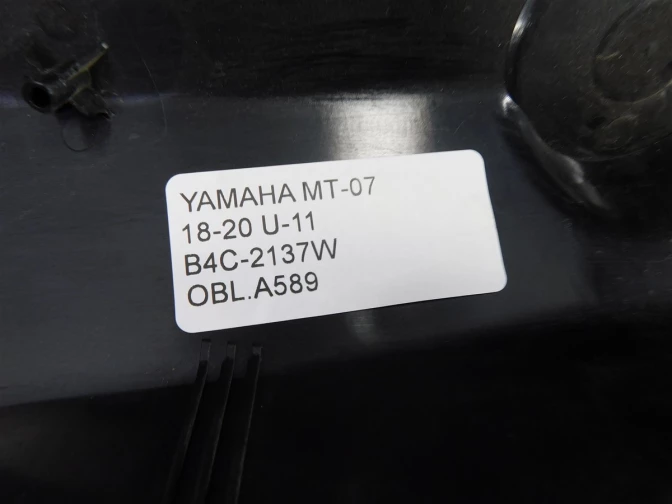 YAMAHA MT-07
18-20 U-11
B4C-2137W
OBL.A589